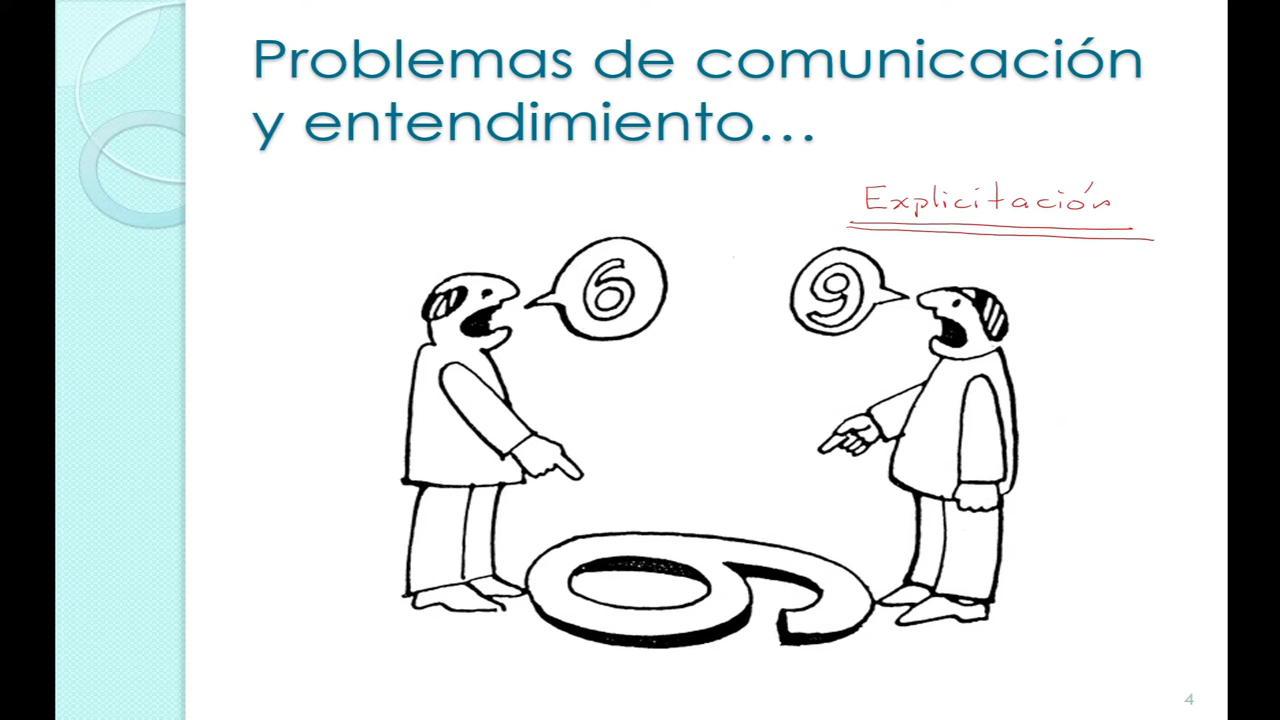 Problemas de comunicación
y entendimiento...
Explicitación
6
9
4